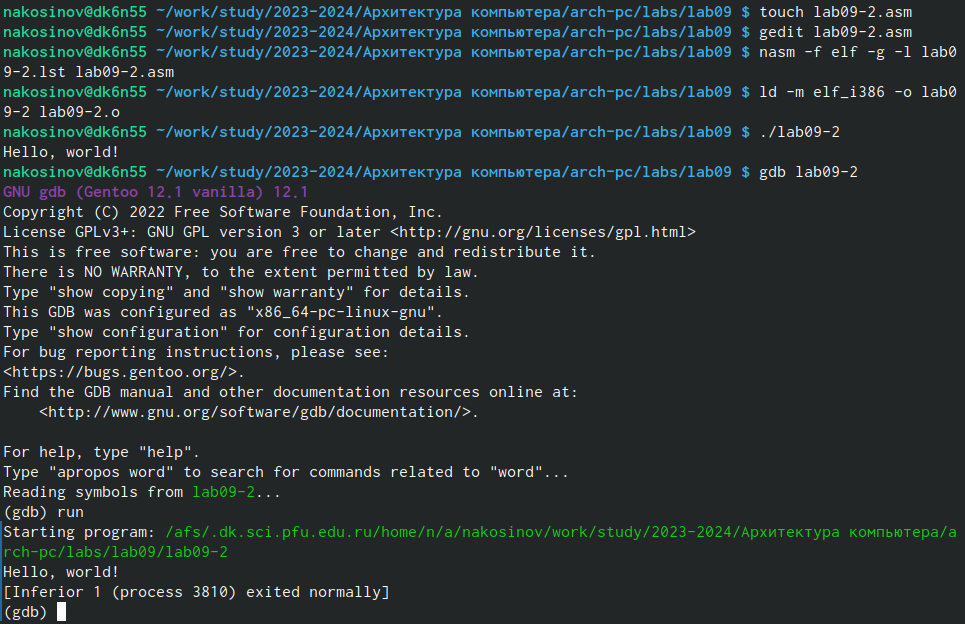 nakosinov@dk6n55 ~/work/study/2023-2024/Архитектура компьютера/arch-pc/labs/lab09 $ touch lab09-2.asm
nakosinov@dk6n55 ~/work/study/2023-2024/Архитектура компьютера/arch-pc/labs/lab09 $ gedit lab09-2.asm
nakosinov@dk6n55 ~/work/study/2023-2024/Архитектура компьютера/arch-pc/labs/lab09 $ nasm -f elf -g -l lab0
9-2.lst lab09-2.asm
nakosinov@dk6n55 ~/work/study/2023-2024/Архитектура компьютера/arch-pc/labs/lab09 $ ld -m elf_i386 -o lab0
9-2 lab09-2.o
nakosinov@dk6n55 ~/work/study/2023-2024/Архитектура компьютера/arch-pc/labs/lab09 $ ./lab09-2
Hello, world!
nakosinov@dk6n55 ~/work/study/2023-2024/Архитектура компьютера/arch-pc/labs/lab09 $ gdb lab09-2
GNU gdb (Gentoo 12.1 vanilla) 12.1
Copyright (C) 2022 Free Software Foundation, Inc.
License GPLv3+: GNU GPL version 3 or later <http://gnu.org/licenses/gpl.html>
This is free software: you are free to change and redistribute it.
There is NO WARRANTY, to the extent permitted by law.
Type "show copying" and "show warranty" for details.
This GDB was configured as "x86_64-pc-linux-gnu".
Type "show configuration" for configuration details.
For bug reporting instructions, please see:
<https://bugs.gentoo.org/>.
Find the GDB manual and other documentation resources online at:
    <http://www.gnu.org/software/gdb/documentation/>.

For help, type "help".
Type "apropos word" to search for commands related to "word"...
Reading symbols from lab09-2...
(gdb) run
Starting program: /afs/.dk.sci.pfu.edu.ru/home/n/a/nakosinov/work/study/2023-2024/Архитектура компьютера/a
rch-pc/labs/lab09/lab09-2
Hello, world!
[Inferior 1 (process 3810) exited normally]
(gdb)